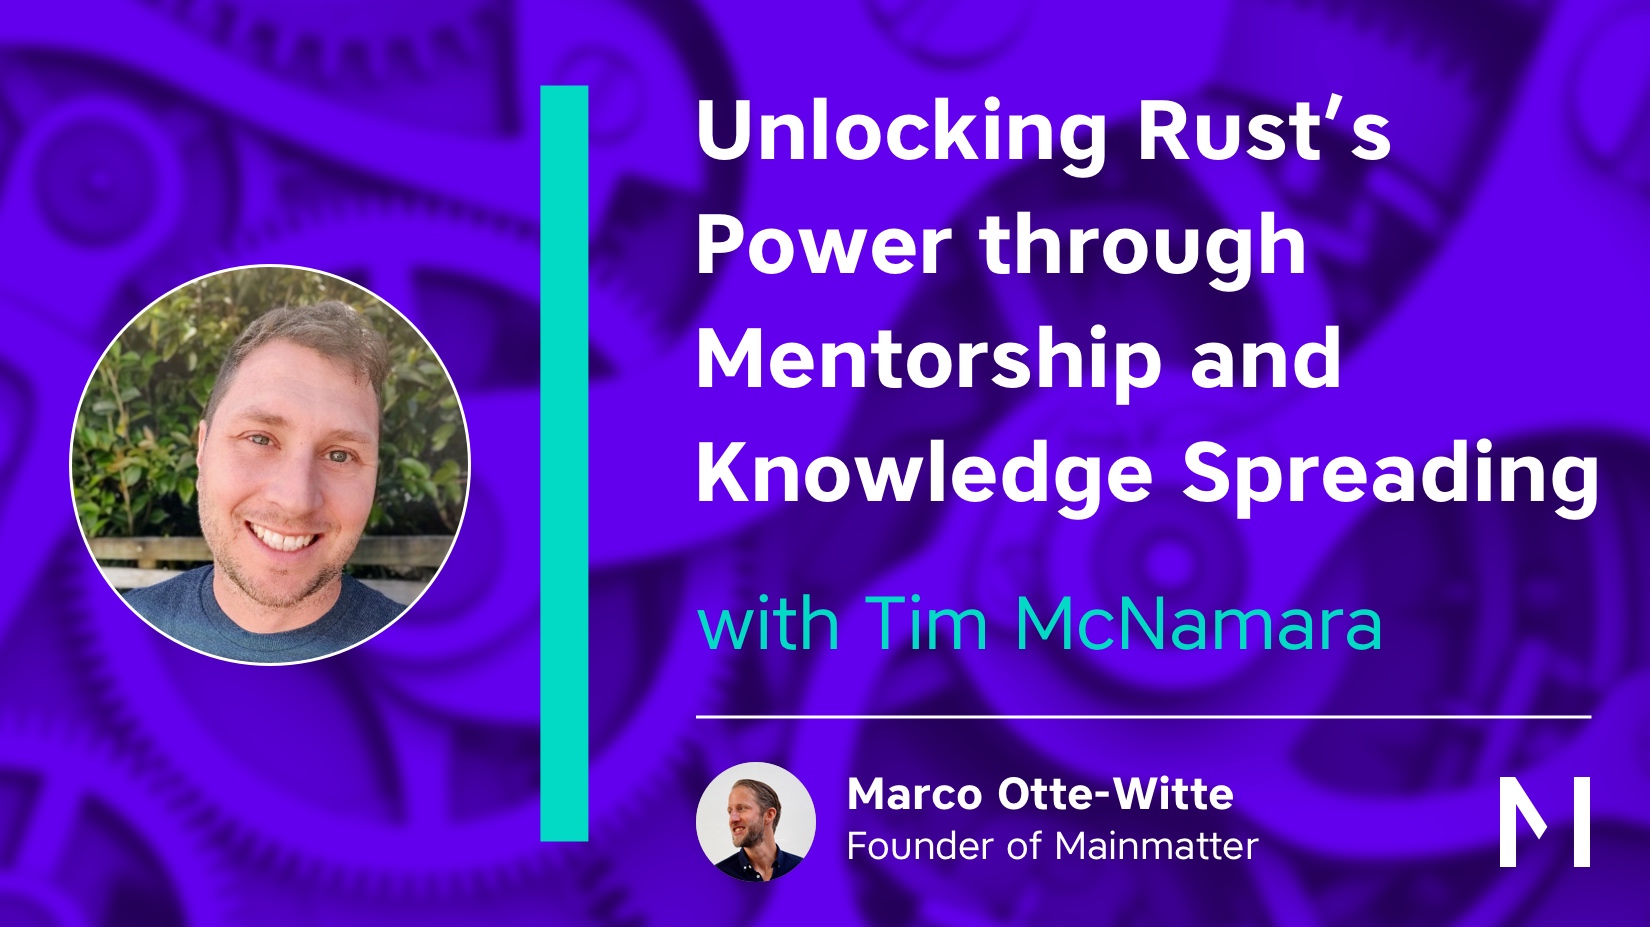 Unlocking Rust’s
Power through
Mentorship and
Knowledge Spreading
with Tim McNamara
Marco Otte-Witte
Founder of Mainmatter